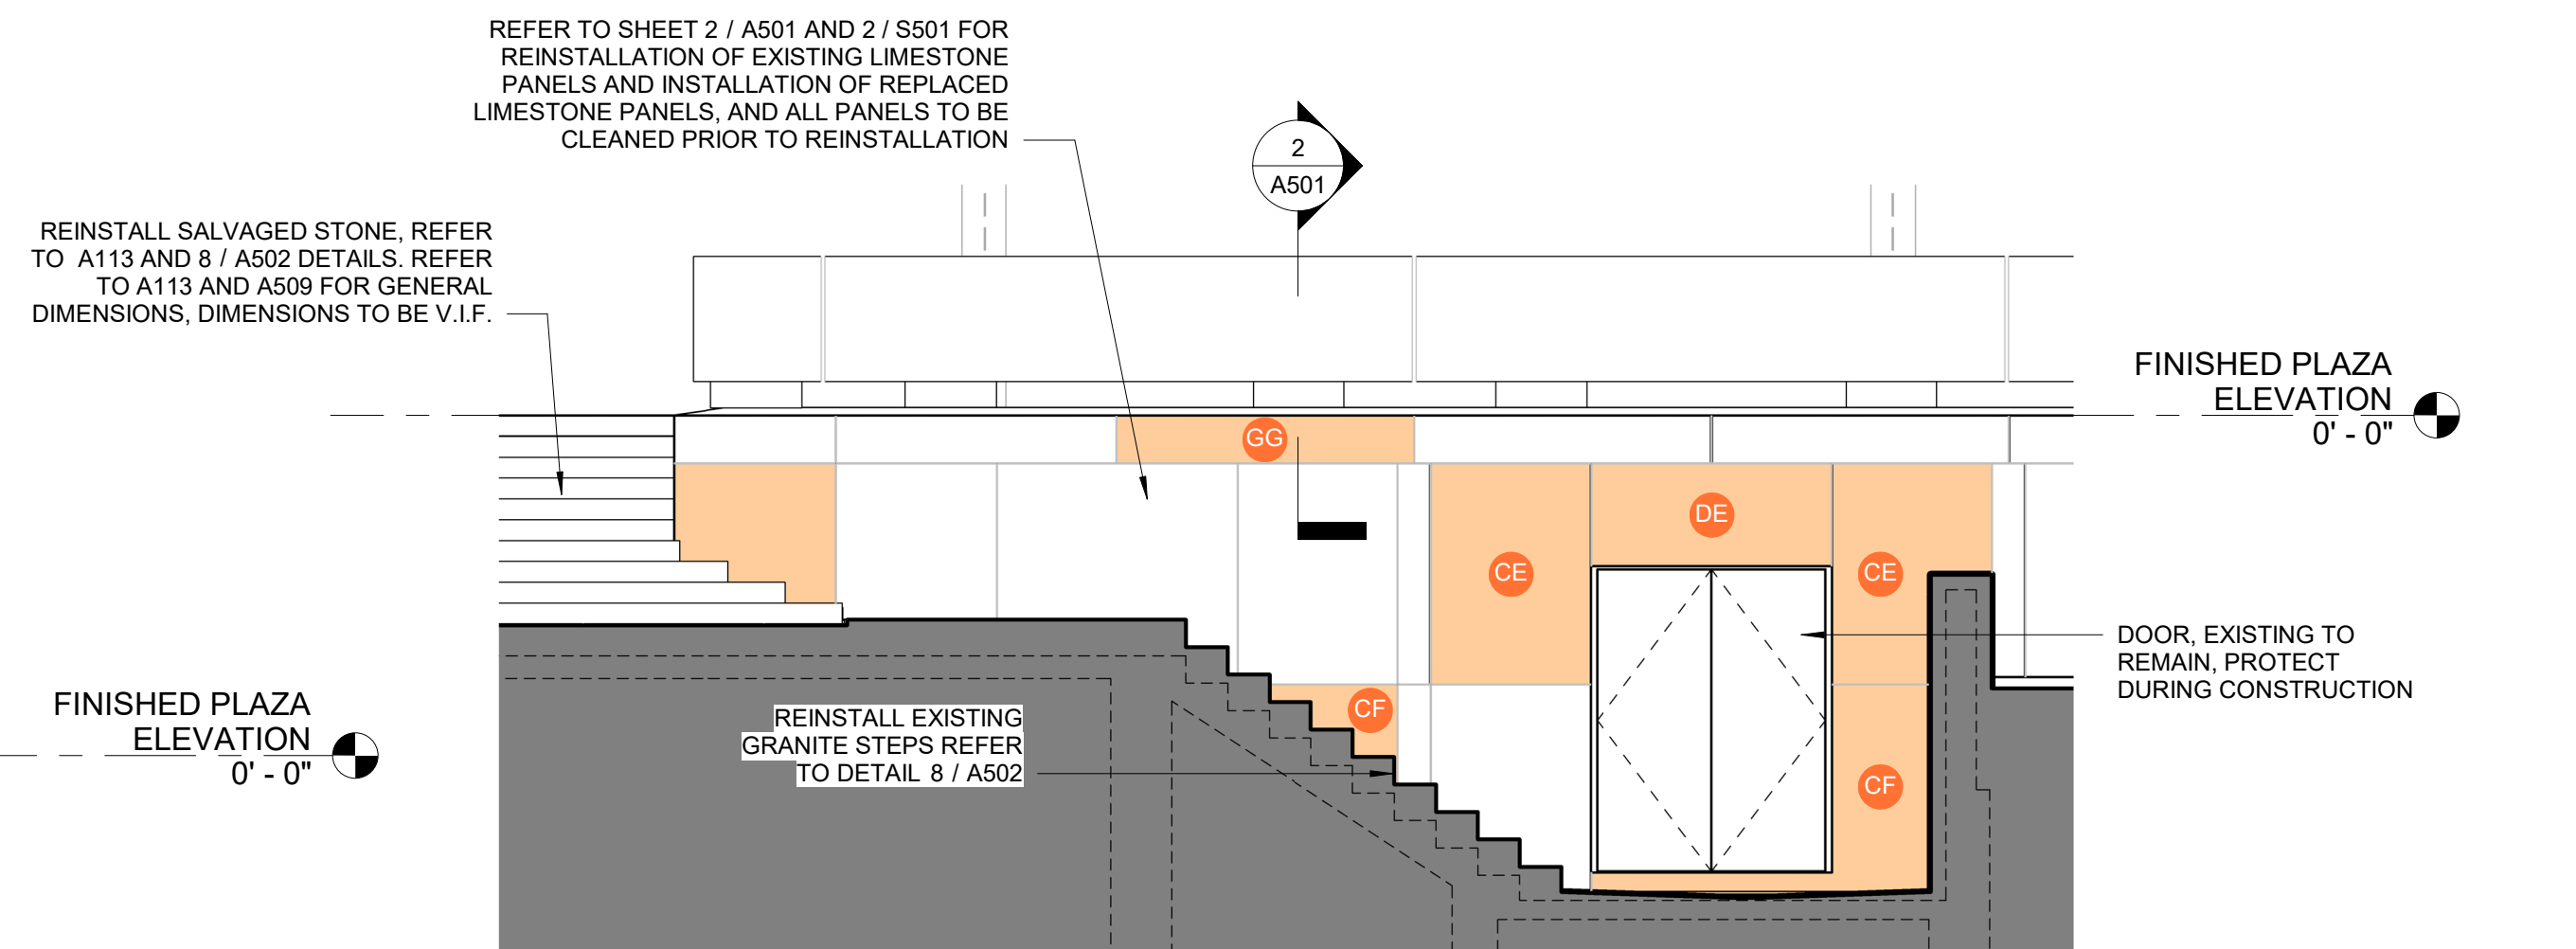 REFER TO SHEET 2 / A501 AND 2 / S501 FOR
REINSTALLATION OF EXISTING LIMESTONE
PANELS AND INSTALLATION OF REPLACED
LIMESTONE PANELS, AND ALL PANELS TO BE
CLEANED PRIOR TO REINSTALLATION
2
A501
REINSTALL SALVAGED STONE, REFER
TO A113 AND 8 / A502 DETAILS. REFER
TO A113 AND A509 FOR GENERAL
DIMENSIONS, DIMENSIONS TO BE V.I.F.
FINISHED PLAZA
ELEVATION
0' - 0"
GG
DE
CE
CE
DOOR, EXISTING TO
REMAIN, PROTECT
DURING CONSTRUCTION
FINISHED PLAZA
ELEVATION
0' - 0"
CF
REINSTALL EXISTING
GRANITE STEPS REFER
TO DETAIL 8 / A502
CF